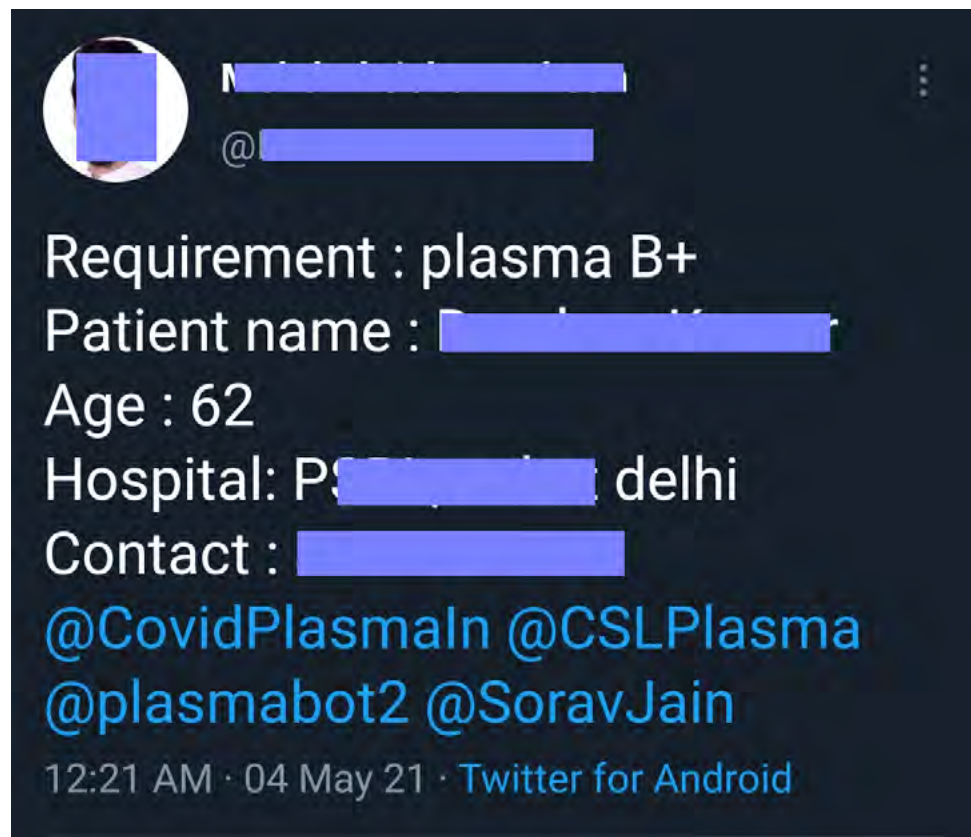 @
Requirement : plasma B+
Patient name :
Age : 62
Hospital: delhi
Contact :
@CovidPlasmaIn @CSLPlasma
@plasmabot2 @SoravJain
12:21 AM · 04 May 21 · Twitter for Android